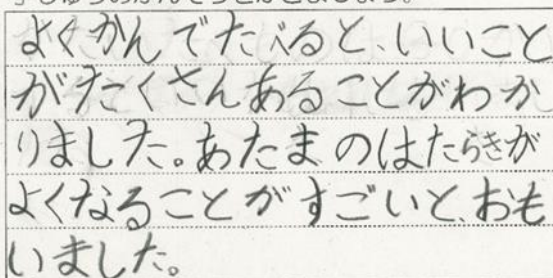 よくかんでたべると、いいこと
がたくさんあることがわか
りました。あたまのはたらきが
よくなることがすごいと、おも
いました。